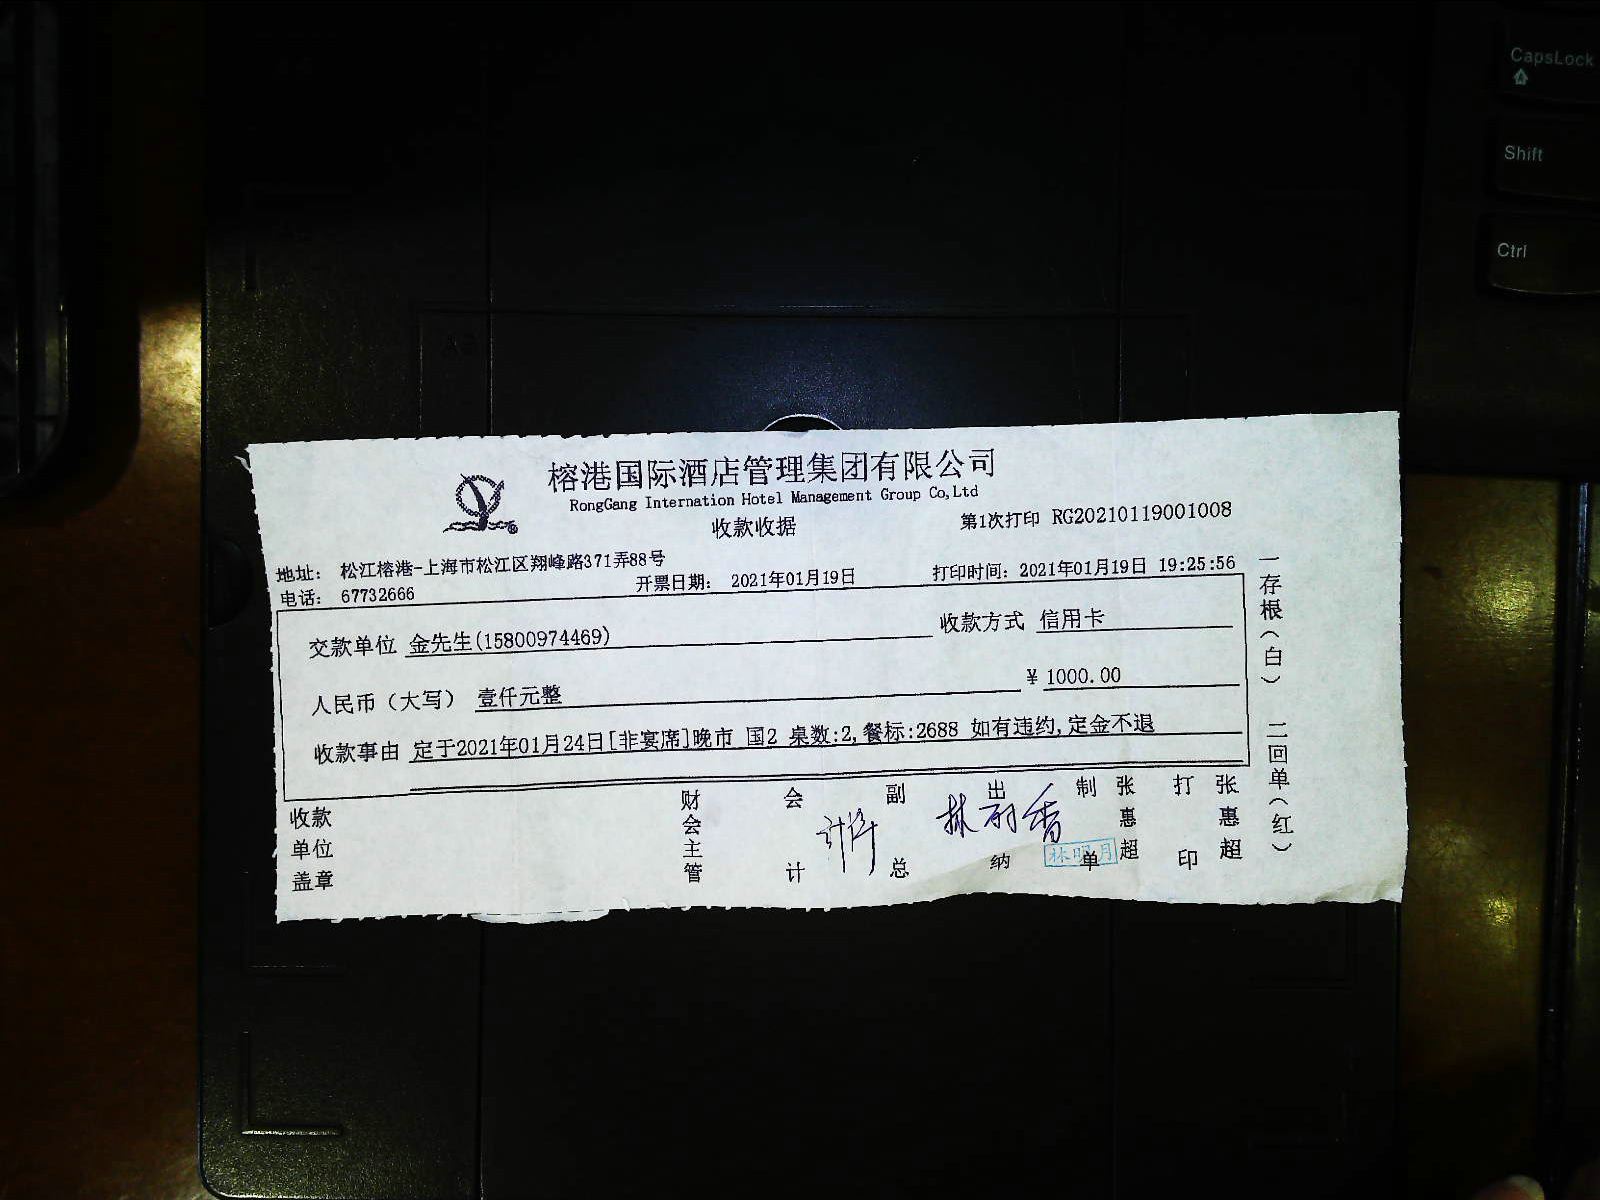 榕港国际酒店管理集团有限公司
RongGang Internation Hotel Management Group Co,Ltd
收款收据
第1次打印 RG20210119001008
地址： 松江榕港-上海市松江区翔峰路371弄88号
电话： 67732666
开票日期： 2021年01月19日
打印时间：2021年01月19日 19:25:56
交款单位 金先生(15800974469)
收款方式 信用卡
人民币（大写） 壹仟元整
¥ 1000.00
收款事由 定于2021年01月24日[非宴席]晚市 国2 桌数:2,餐标:2688 如有违约,定金不退
收款单位盖章
财会主管
会计
副总
出纳
林丽香
制单
张惠超
林明月
打印
张惠超
一存根（白） 二回单（红）
CapsLock
Shift
Ctrl